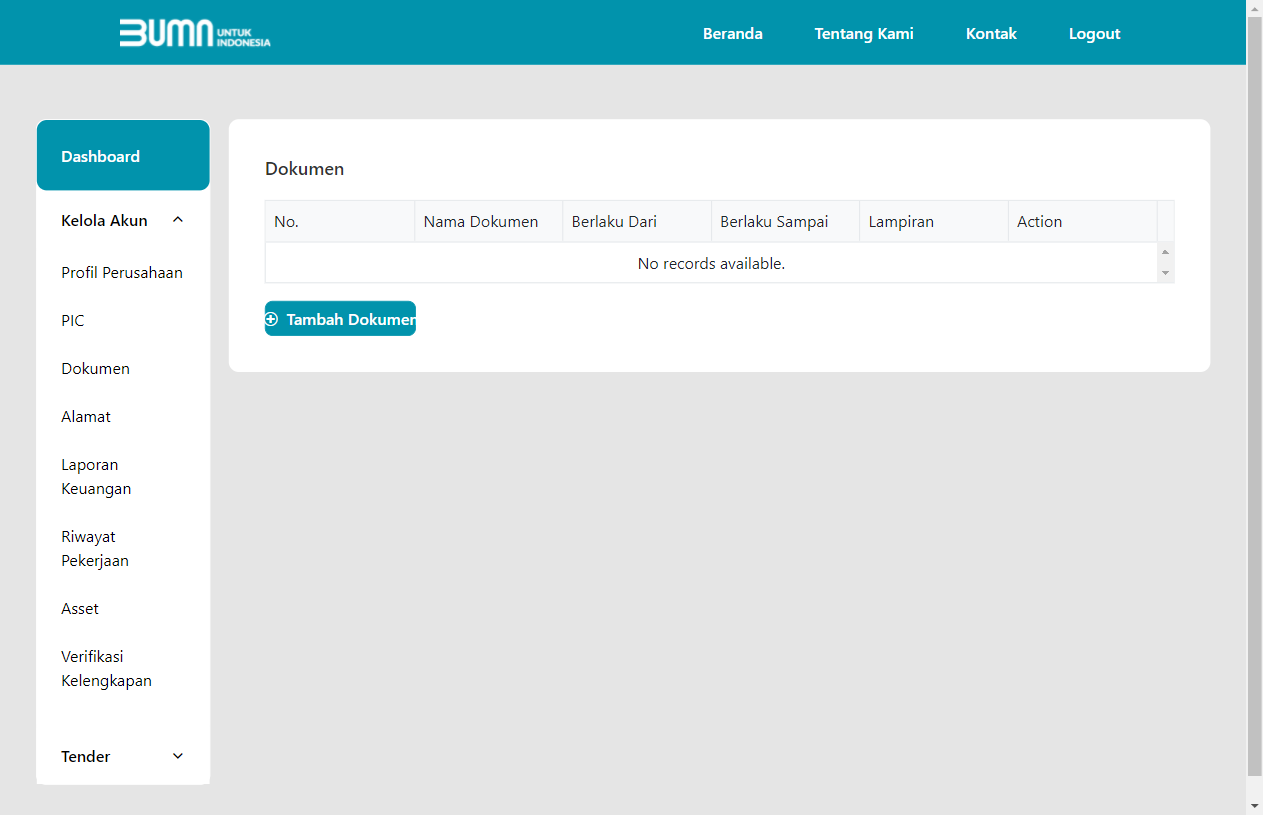 BUMN UNTUK INDONESIA
Beranda
Tentang Kami
Kontak
Logout
Dashboard
Kelola Akun
Profil Perusahaan
PIC
Dokumen
Alamat
Laporan
Keuangan
Riwayat
Pekerjaan
Asset
Verifikasi
Kelengkapan
Tender
Dokumen
No.
Nama Dokumen
Berlaku Dari
Berlaku Sampai
Lampiran
Action
No records available.
Tambah Dokumen